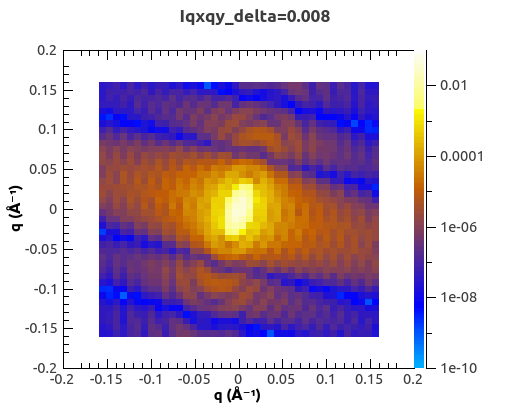 Iqxqy_delta=0.008
0.2
0.15
0.1
0.05
0
-0.05
-0.1
-0.15
-0.2
q (Å⁻¹)
-0.2 -0.15 -0.1 -0.05 0 0.05 0.1 0.15 0.2
q (Å⁻¹)
0.01
0.0001
1e-06
1e-08
1e-10